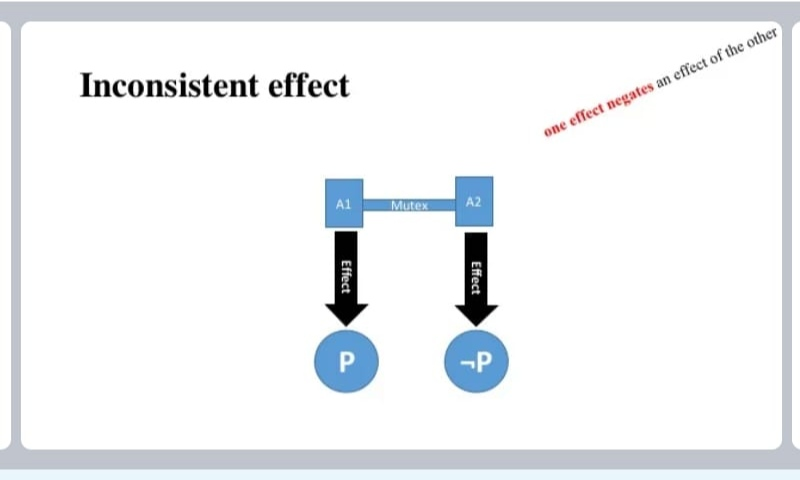 Inconsistent effect
one effect negates an effect of the other
A1
Mutex
A2
Effect
Effect
P
¬P